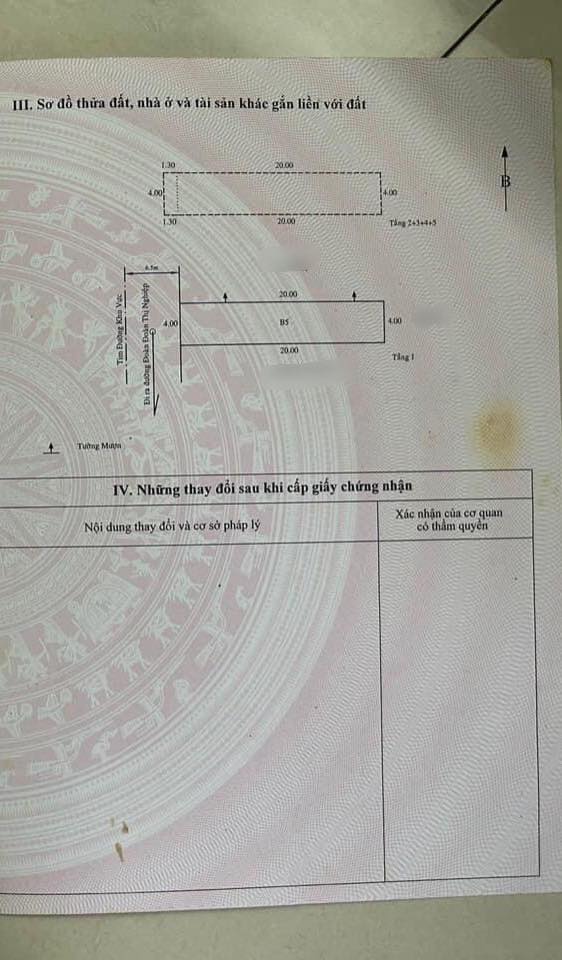 III. Sơ đồ thửa đất, nhà ở và tài sản khác gắn liền với đất
1.30
20.00
4.00
4.00
1.30
20.00
Tầng 2+3+4+5
B
6.5m
20.00
Tim Đường Khu Vực
Đi ra đường Đoàn Thị Nghiệp
4.00
B5
4.00
20.00
Tầng 1
Tường Mượn
IV. Những thay đổi sau khi cấp giấy chứng nhận
Nội dung thay đổi và cơ sở pháp lý
Xác nhận của cơ quan
có thẩm quyền